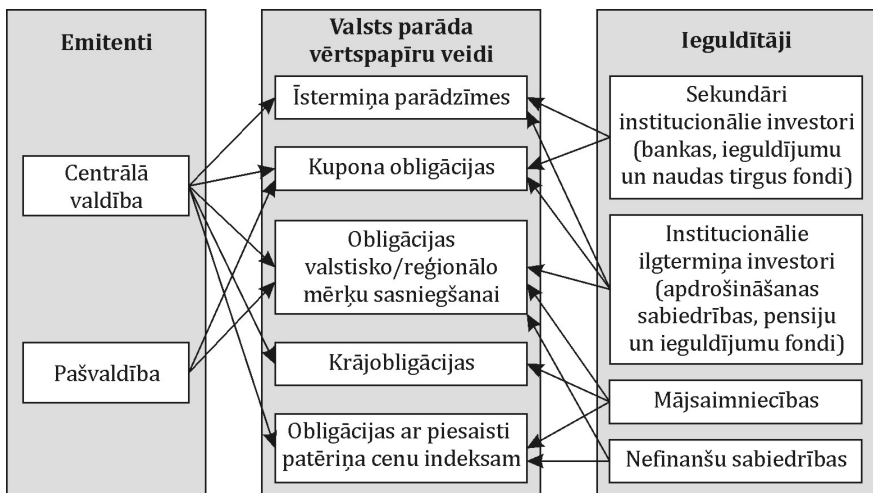 Emitenti
Centrālā
valdība
Pašvaldība
Valsts parāda
vērtspapīru veidi
Īstermiņa parādzīmes
Kupona obligācijas
Obligācijas
valstisko/reģionālo
mērķu sasniegšanai
Krājobligācijas
Obligācijas ar piesaisti
patēriņa cenu indeksam
Ieguldītāji
Sekundāri
institucionālie investori
(bankas, ieguldījumu
un naudas tirgus fondi)
Institucionālie
ilgtermiņa investori
(apdrošināšanas
sabiedrības, pensiju
un ieguldījumu fondi)
Mājsaimniecības
Nefinanšu sabiedrības